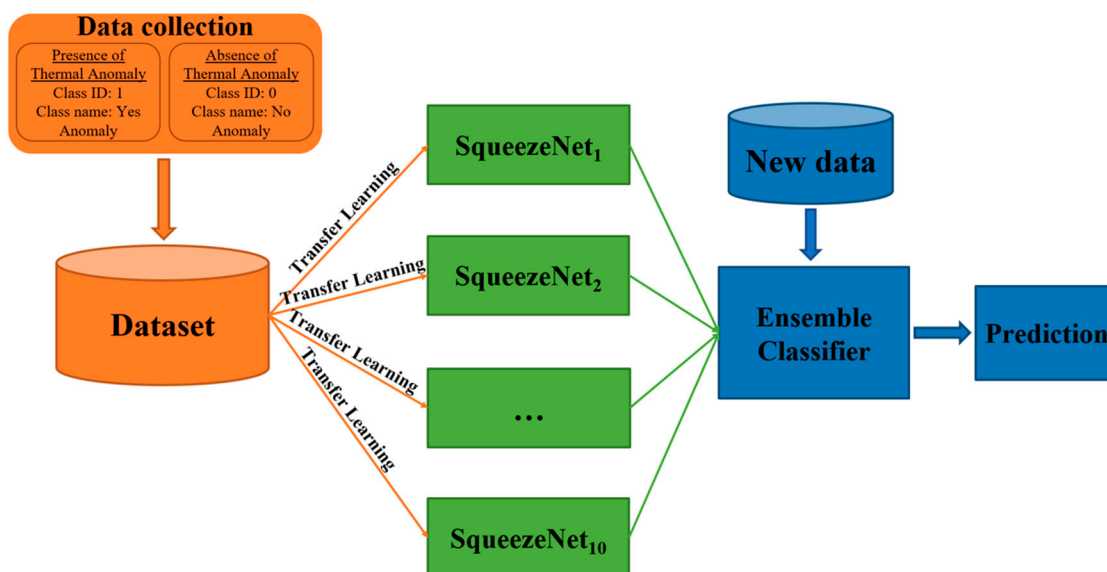 Data collection
Presence of
Thermal Anomaly
Class ID: 1
Class name: Yes
Anomaly
Absence of
Thermal Anomaly
Class ID: 0
Class name: No
Anomaly
Dataset
Transfer Learning
Transfer Learning
Transfer Learning
Transfer Learning
SqueezeNet₁
SqueezeNet₂
...
SqueezeNet₁₀
New data
Ensemble
Classifier
Prediction